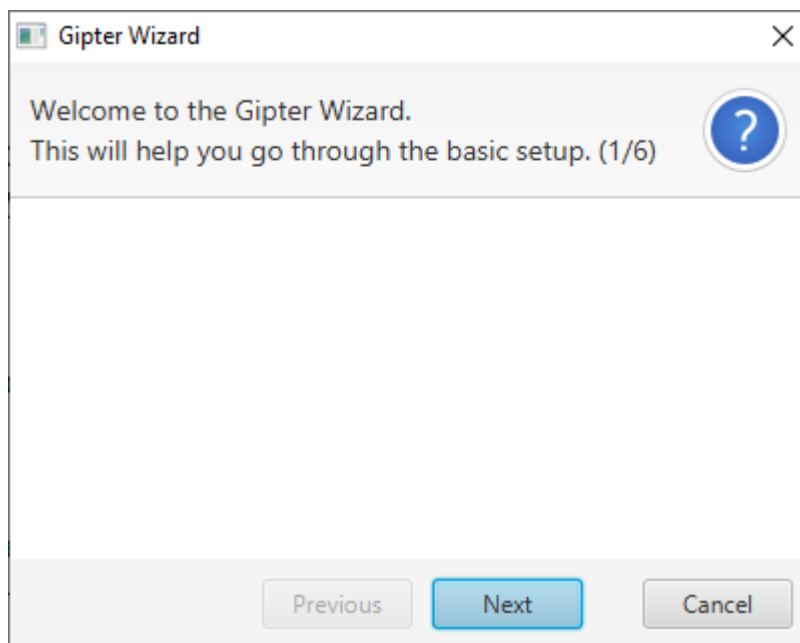 Gipter Wizard
Welcome to the Gipter Wizard.
This will help you go through the basic setup. (1/6)
?
Previous
Next
Cancel